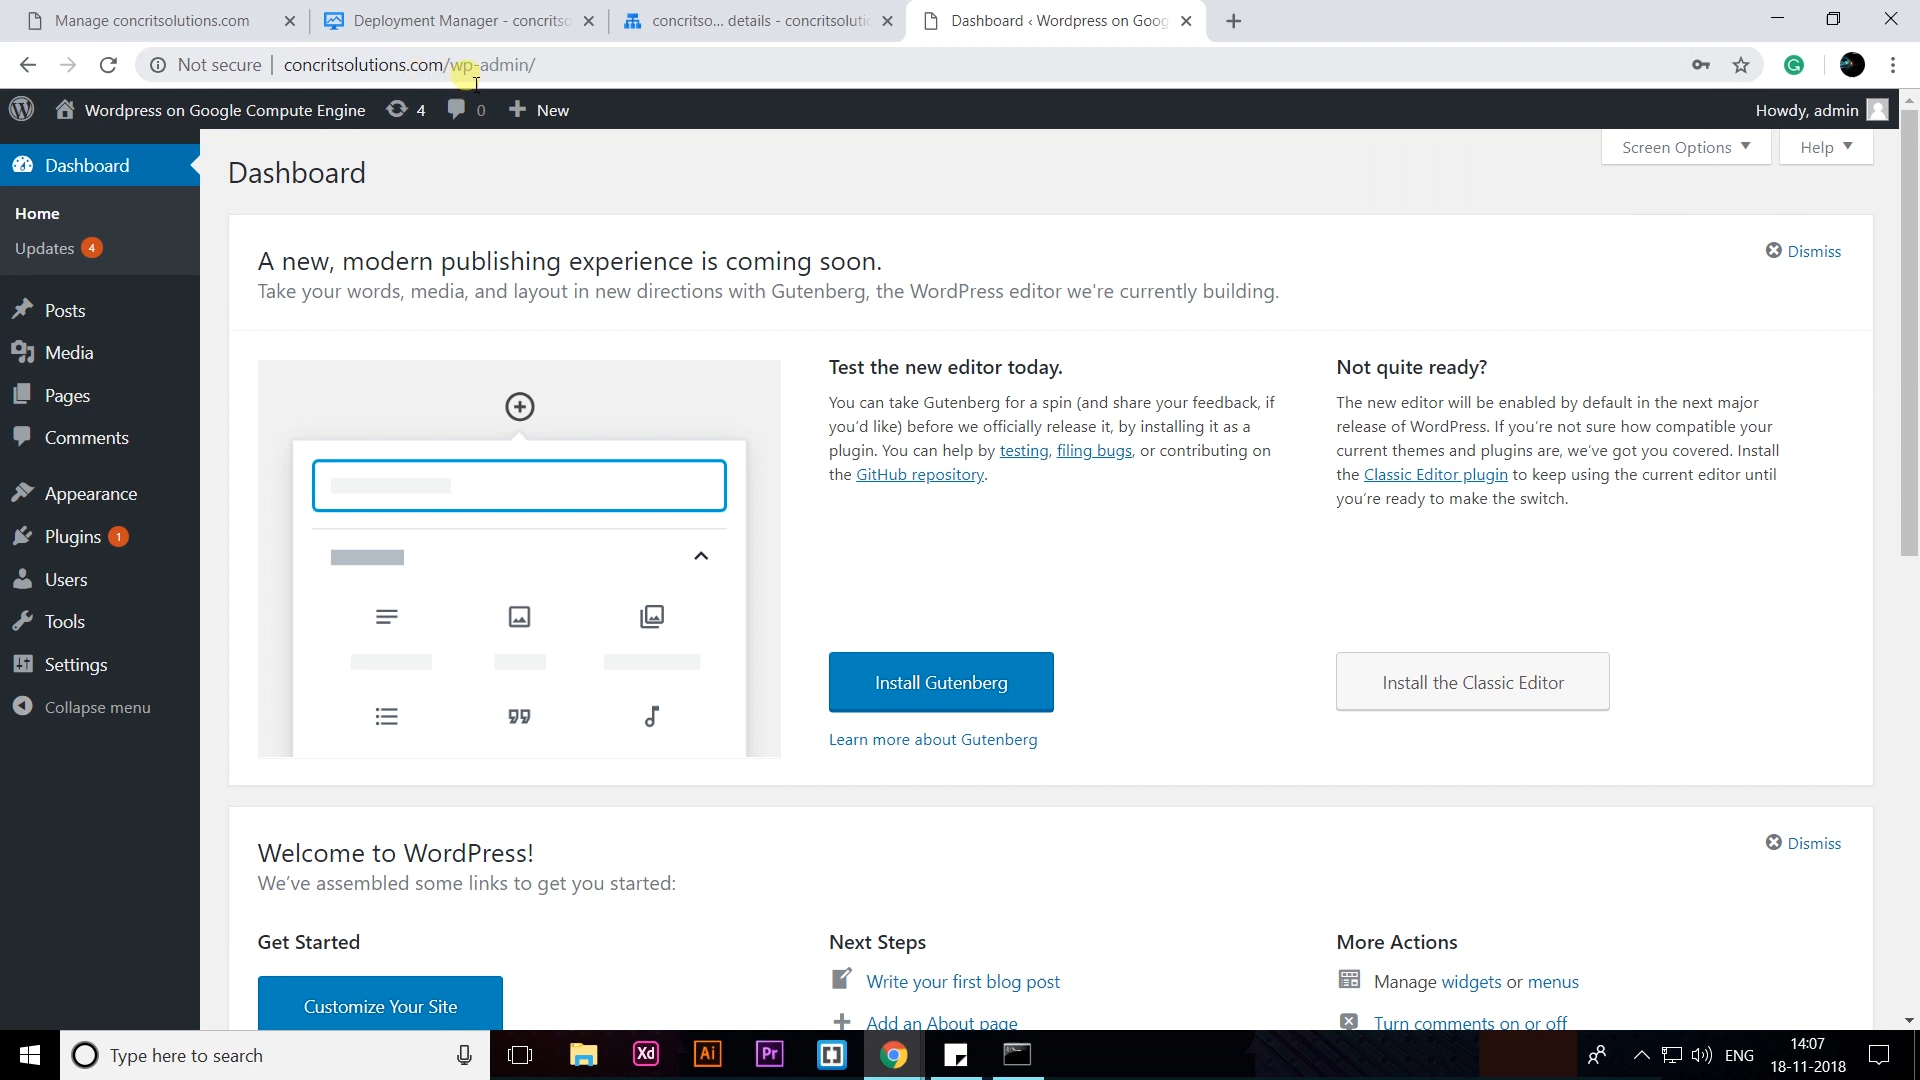 Manage concritsolutions.com
Deployment Manager - concritso
concritso... details - concritsolutio
Dashboard ‹ Wordpress on Goog
Not secure
concritsolutions.com/wp-admin/
Wordpress on Google Compute Engine
4
0
New
Howdy, admin
Dashboard
Home
Updates 4
Posts
Media
Pages
Comments
Appearance
Plugins 1
Users
Tools
Settings
Collapse menu
Dashboard
Screen Options
Help
A new, modern publishing experience is coming soon.
Dismiss
Take your words, media, and layout in new directions with Gutenberg, the WordPress editor we're currently building.
Test the new editor today.
You can take Gutenberg for a spin (and share your feedback, if
you'd like) before we officially release it, by installing it as a
plugin. You can help by testing, filing bugs, or contributing on
the GitHub repository.
Install Gutenberg
Learn more about Gutenberg
Not quite ready?
The new editor will be enabled by default in the next major
release of WordPress. If you're not sure how compatible your
current themes and plugins are, we've got you covered. Install
the Classic Editor plugin to keep using the current editor until
you're ready to make the switch.
Install the Classic Editor
Welcome to WordPress!
Dismiss
We've assembled some links to get you started:
Get Started
Customize Your Site
Next Steps
Write your first blog post
Add an About page
More Actions
Manage widgets or menus
Turn comments on or off
Type here to search
Xd
Ai
Pr
ENG
14:07
18-11-2018